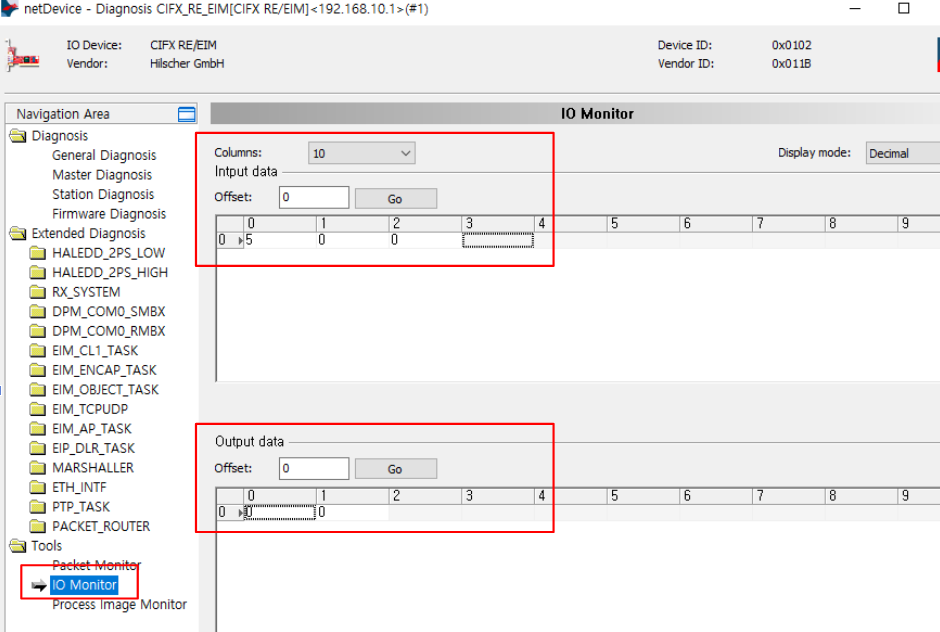 netDevice - Diagnosis CIFX_RE_EIM[CIFX RE/EIM]<192.168.10.1>(#1)
IO Device: CIFX RE/EIM Device ID: 0x0102
Vendor: Hilscher GmbH Vendor ID: 0x011B
Navigation Area
Diagnosis
General Diagnosis
Master Diagnosis
Station Diagnosis
Firmware Diagnosis
Extended Diagnosis
HALEDD_2PS_LOW
HALEDD_2PS_HIGH
RX_SYSTEM
DPM_COM0_SMBX
DPM_COM0_RMBX
EIM_CL1_TASK
EIM_ENCAP_TASK
EIM_OBJECT_TASK
EIM_TCPUDP
EIM_AP_TASK
EIP_DLR_TASK
MARSHALLER
ETH_INTF
PTP_TASK
PACKET_ROUTER
Tools
Packet Monitor
IO Monitor
Process Image Monitor
IO Monitor
Columns: 10 Display mode: Decimal
Intput data
Offset: 0 Go
0 1 2 3 4 5 6 7 8 9
0 5 0 0
Output data
Offset: 0 Go
0 1 2 3 4 5 6 7 8 9
0 0 0